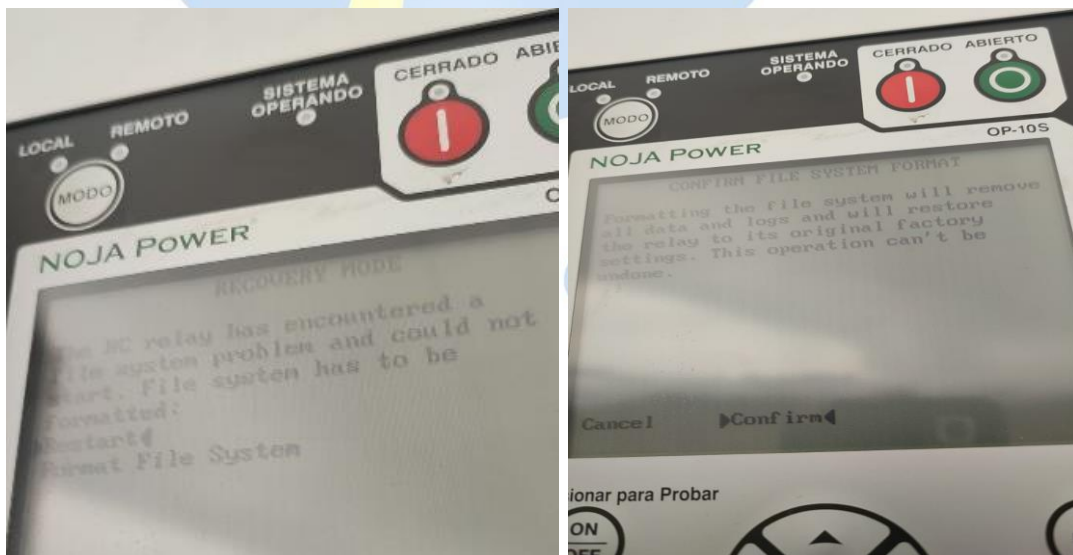 LOCAL
REMOTO
SISTEMA
OPERANDO
CERRADO
ABIE
MODO
NOJA POWER
RECOVERY MODE
The RC relay has encountered a
file system problem and could not
start. File system has to be
formatted:
Restart
Format File System
LOCAL
REMOTO
SISTEMA
OPERANDO
CERRADO
ABIERTO
MODO
OP-10S
NOJA POWER
CONFIRM FILE SYSTEM FORMAT
Formatting the file system will remove
all data and logs and will restore
the relay to its original factory
settings. This operation can't be
undone.
Cancel
Confirm
ionar para Probar
ON
OFF